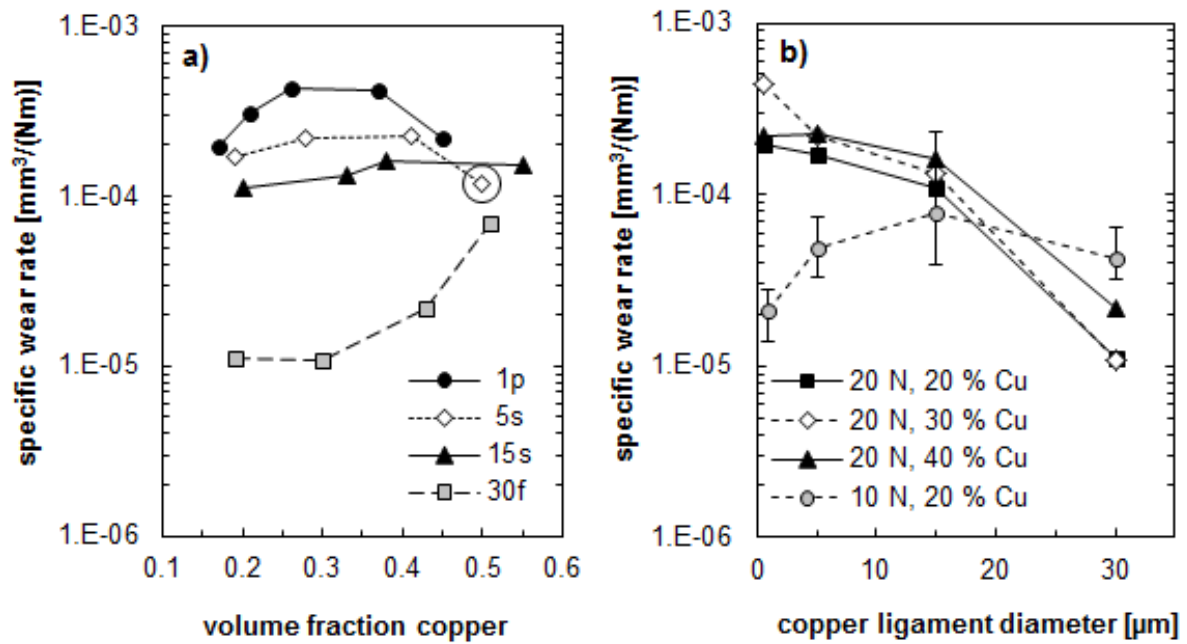 a)
specific wear rate [mm³/(Nm)]
1.E-03
1.E-04
1.E-05
1.E-06
0.1 0.2 0.3 0.4 0.5 0.6
volume fraction copper
1p
5s
15s
30f
b)
specific wear rate [mm³/(Nm)]
1.E-03
1.E-04
1.E-05
1.E-06
0 10 20 30
copper ligament diameter [µm]
20 N, 20 % Cu
20 N, 30 % Cu
20 N, 40 % Cu
10 N, 20 % Cu